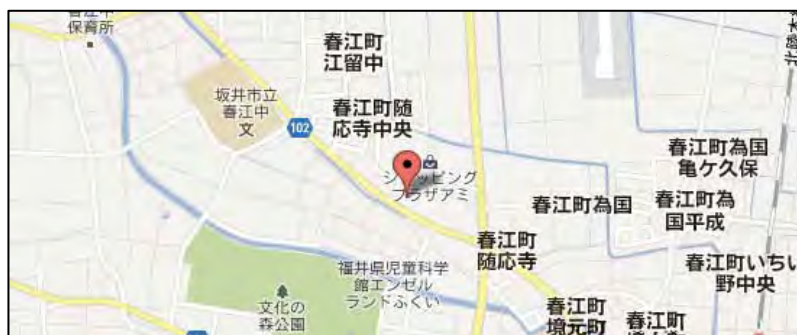 保育所
春江町
江留中
坂井市立
春江中
文
102
春江町随
応寺中央
ショッピング
プラザアミ
春江町為国
亀ケ久保
春江町為国
春江町為
国平成
春江町
随応寺
福井県児童科学
館エンゼル
ランドふくい
春江町いちい
野中央
文化の
森公園
春江町
境元町
春江町